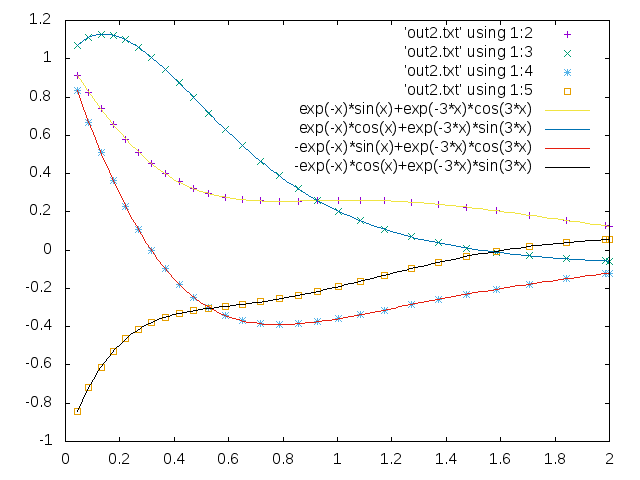 1.2
1
0.8
0.6
0.4
0.2
0
-0.2
-0.4
-0.6
-0.8
-1
0 0.2 0.4 0.6 0.8 1 1.2 1.4 1.6 1.8 2
'out2.txt' using 1:2
'out2.txt' using 1:3
'out2.txt' using 1:4
'out2.txt' using 1:5
exp(-x)*sin(x)+exp(-3*x)*cos(3*x)
exp(-x)*cos(x)+exp(-3*x)*sin(3*x)
-exp(-x)*sin(x)+exp(-3*x)*cos(3*x)
-exp(-x)*cos(x)+exp(-3*x)*sin(3*x)